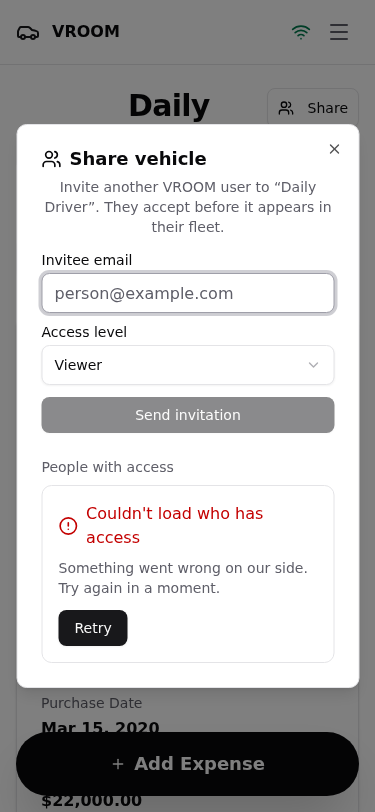 VROOM
Daily
Share
Share vehicle
Invite another VROOM user to “Daily
Driver”. They accept before it appears in
their fleet.
Invitee email
person@example.com
Access level
Viewer
Send invitation
People with access
Couldn't load who has
access
Something went wrong on our side.
Try again in a moment.
Retry
Purchase Date
Mar 15, 2020
+ Add Expense
$22,000.00